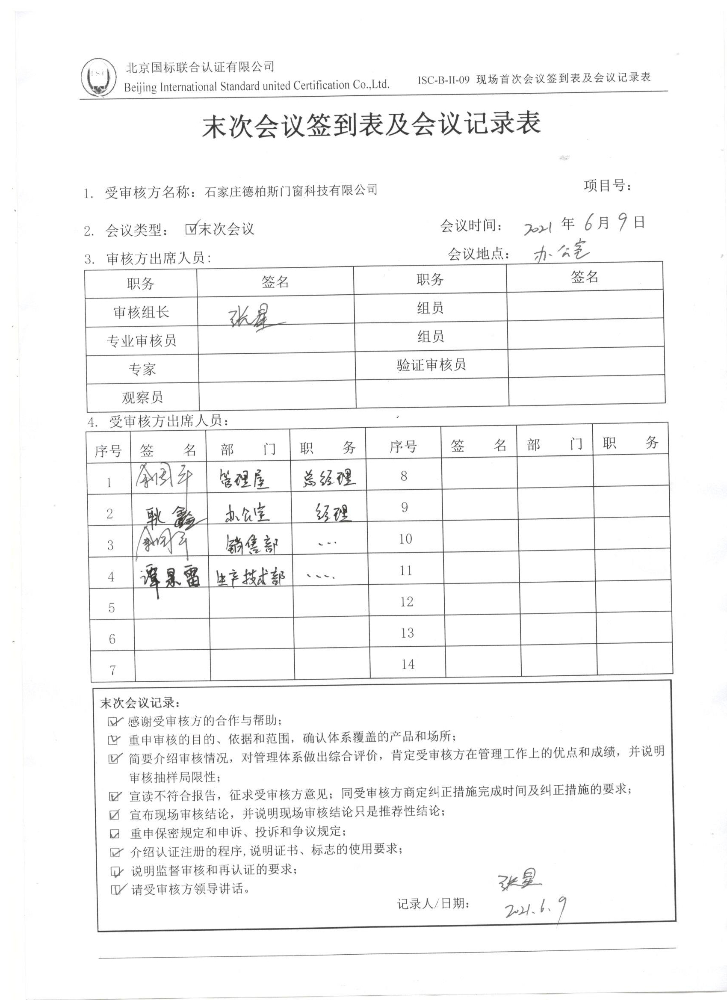 北京国标联合认证有限公司
Beijing International Standard united Certification Co.,Ltd.
ISC-B-II-09 现场首次会议签到表及会议记录表
末次会议签到表及会议记录表
1. 受审核方名称：石家庄德柏斯门窗科技有限公司 项目号：
2. 会议类型： ☑末次会议 会议时间： 2021 年 6 月 9 日
3. 审核方出席人员： 会议地点： 办公室
职务 签名 职务 签名
审核组长 张星 组员
专业审核员 组员
专家 验证审核员
观察员
4. 受审核方出席人员：
序号 签 名 部 门 职 务 序号 签 名 部 门 职 务
1 管理层 总经理 8
2 耿鑫 办公室 经理 9
3 销售部 ... 10
4 谭果雷 生产技术部 .... 11
5 12
6 13
7 14
末次会议记录：
☑ 感谢受审核方的合作与帮助；
☑ 重申审核的目的、依据和范围，确认体系覆盖的产品和场所；
☑ 简要介绍审核情况，对管理体系做出综合评价，肯定受审核方在管理工作上的优点和成绩，并说明
审核抽样局限性；
☑ 宣读不符合报告，征求受审核方意见；同受审核方商定纠正措施完成时间及纠正措施的要求；
☑ 宣布现场审核结论，并说明现场审核结论只是推荐性结论；
☑ 重申保密规定和申诉、投诉和争议规定；
☑ 介绍认证注册的程序,说明证书、标志的使用要求；
☑ 说明监督审核和再认证的要求；
☑ 请受审核方领导讲话。
张星
记录人/日期： 2021.6.9